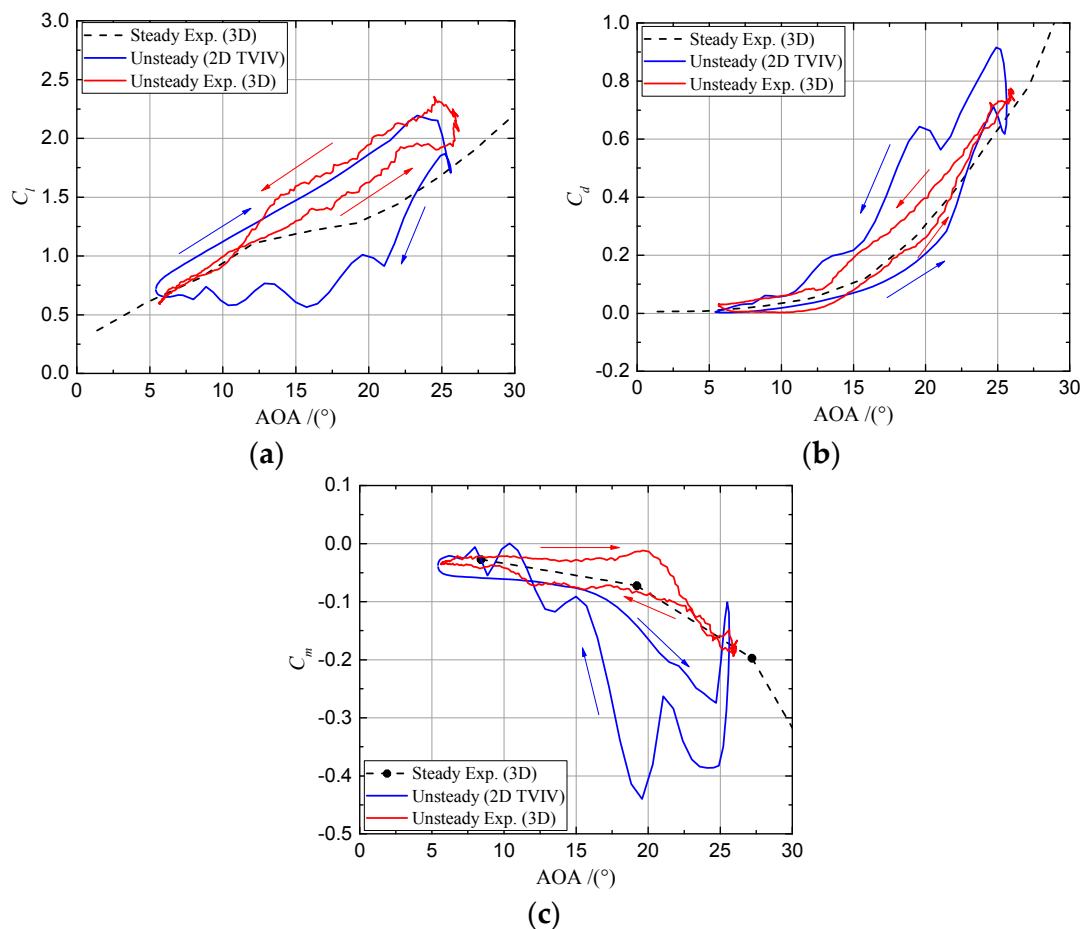 3.0
2.5
2.0
1.5
1.0
0.5
0.0
C_l
Steady Exp. (3D)
Unsteady (2D TVIV)
Unsteady Exp. (3D)
0 5 10 15 20 25 30
AOA /(°)
(a)
1.0
0.8
0.6
0.4
0.2
0.0
-0.2
C_d
Steady Exp. (3D)
Unsteady (2D TVIV)
Unsteady Exp. (3D)
0 5 10 15 20 25 30
AOA /(°)
(b)
0.1
0.0
-0.1
-0.2
-0.3
-0.4
-0.5
C_m
Steady Exp. (3D)
Unsteady (2D TVIV)
Unsteady Exp. (3D)
0 5 10 15 20 25 30
AOA /(°)
(c)